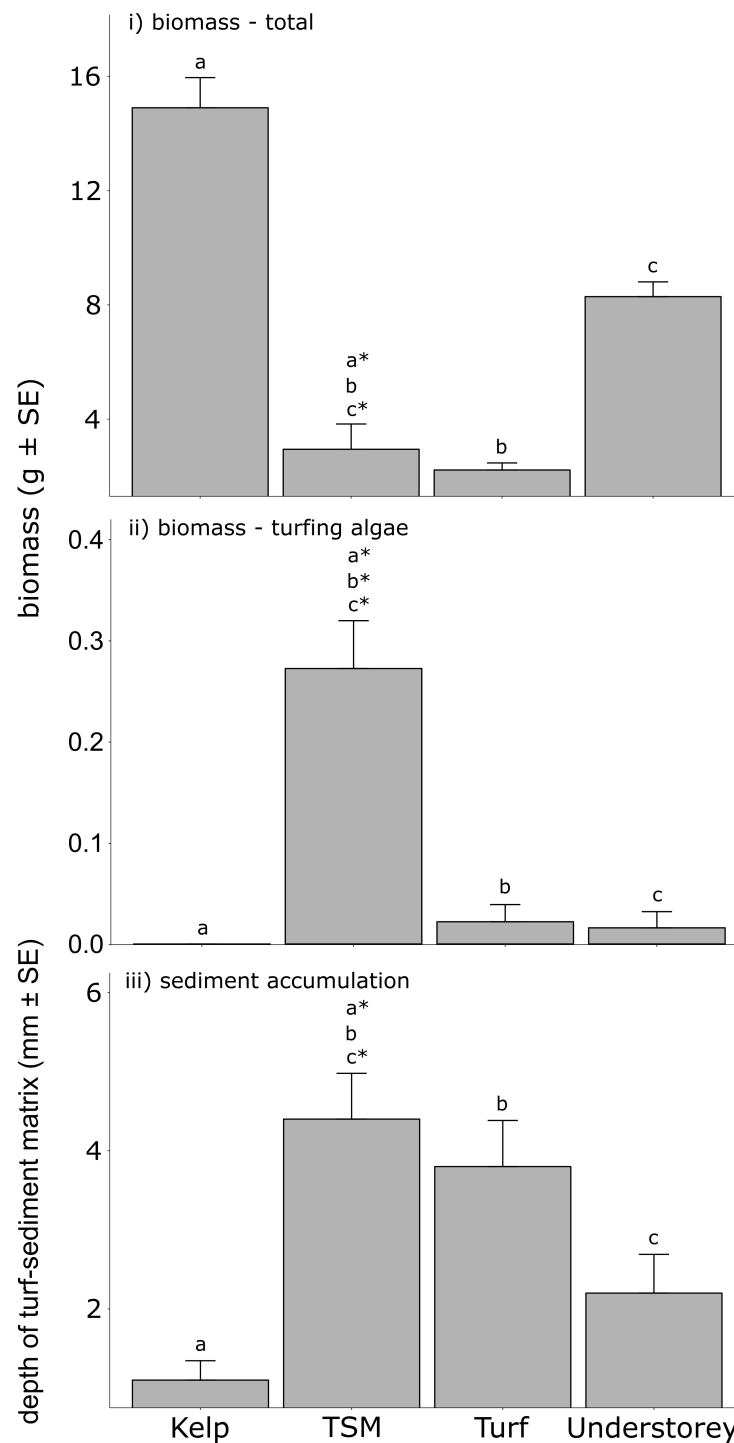 i) biomass - total
16
12
8
4
a
a*
b
c*
b
c
biomass (g ± SE)
ii) biomass - turfing algae
0.4
0.3
0.2
0.1
0.0
a
a*
b*
c*
b
c
iii) sediment accumulation
6
4
2
a
a*
b
c*
b
c
depth of turf-sediment matrix (mm ± SE)
Kelp TSM Turf Understorey